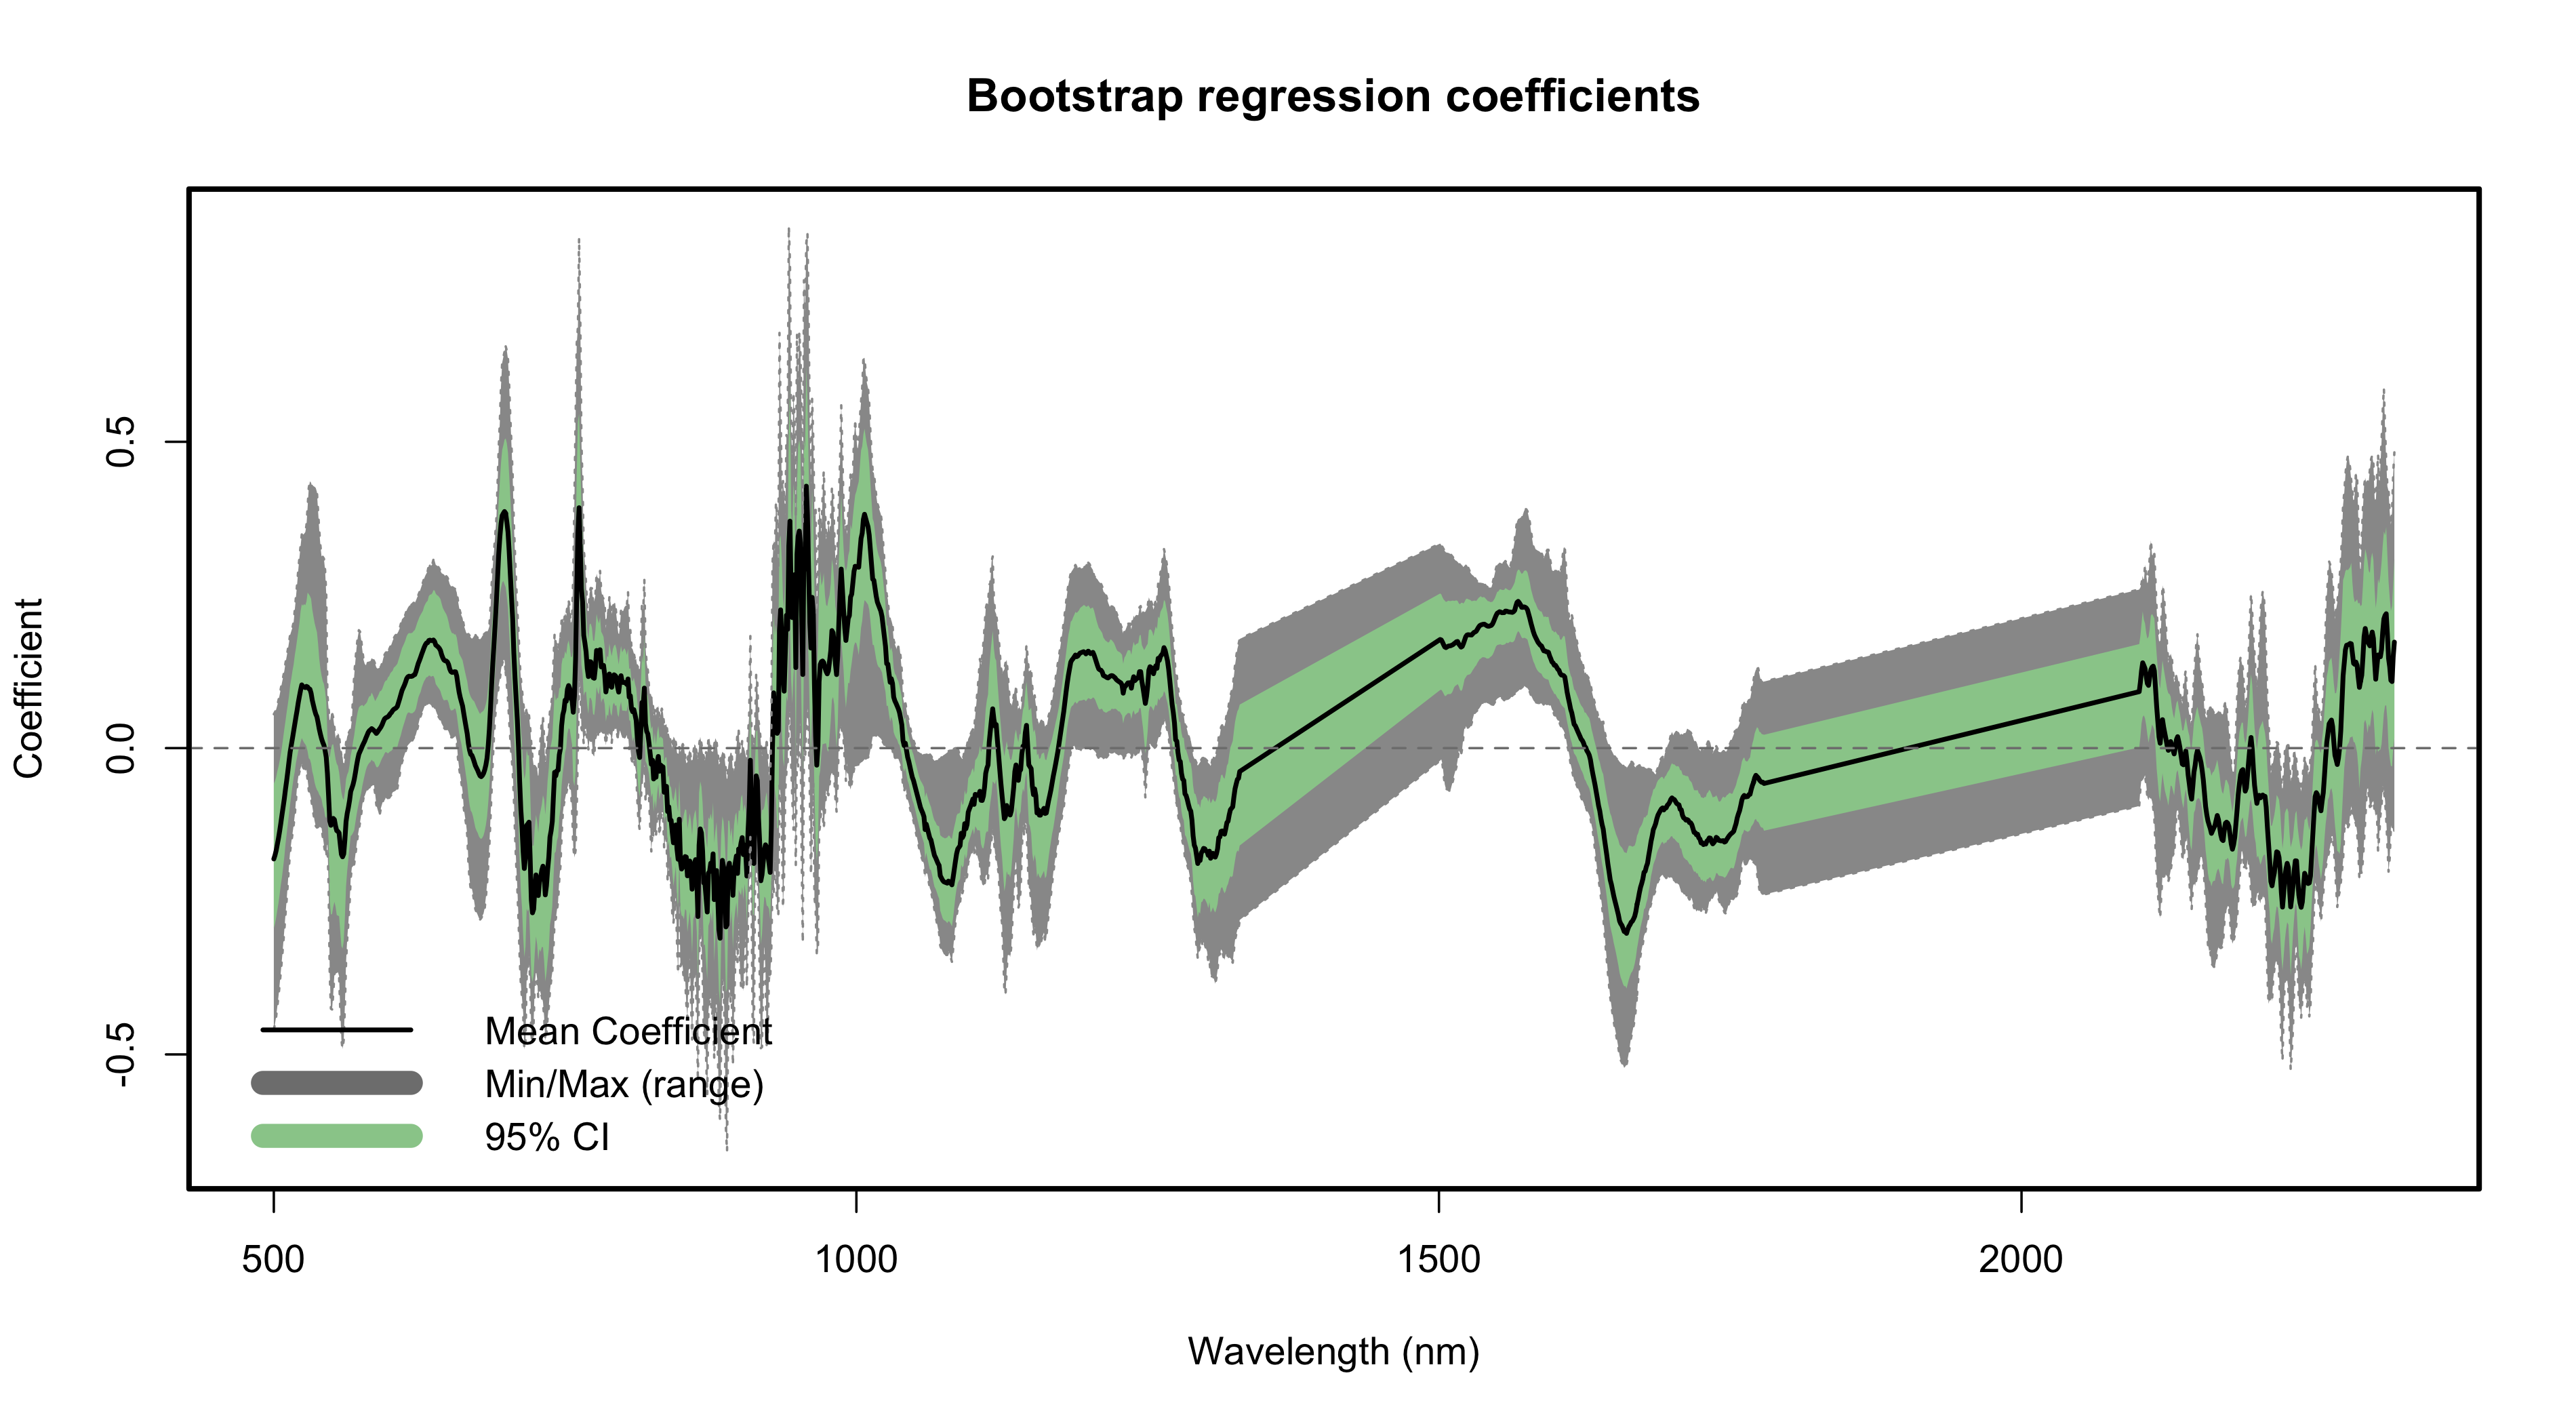 Bootstrap regression coefficients
Coefficient
0.5
0.0
-0.5
Mean Coefficient
Min/Max (range)
95% CI
500 1000 1500 2000
Wavelength (nm)